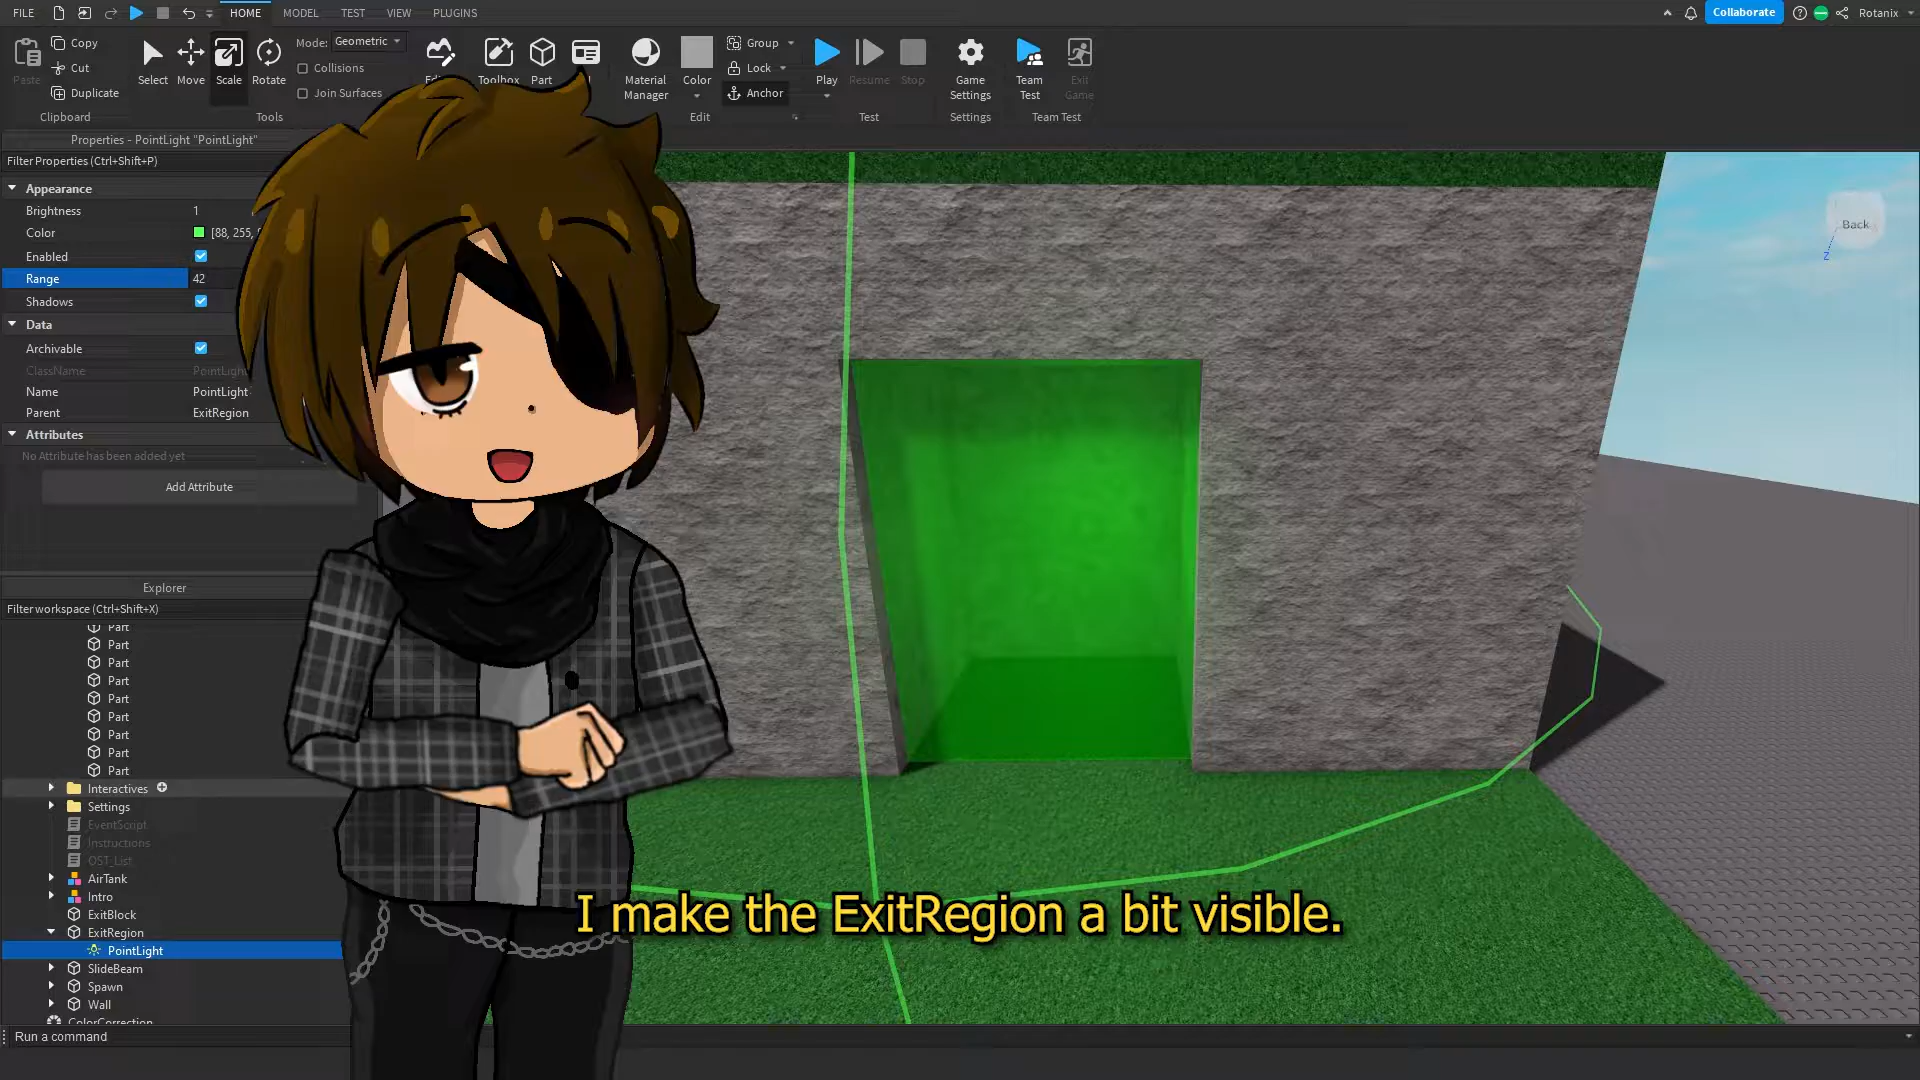 FILE
HOME
MODEL
TEST
VIEW
PLUGINS
Collaborate
Rotanix
Paste
Copy
Cut
Duplicate
Clipboard
Select
Move
Scale
Rotate
Mode: Geometric
Collisions
Join Surfaces
Tools
Toolbox
Part
Material
Manager
Color
Group
Lock
Anchor
Edit
Play
Resume
Stop
Test
Game
Settings
Settings
Team
Test
Exit
Game
Team Test
Properties - PointLight "PointLight"
Filter Properties (Ctrl+Shift+P)
Appearance
Brightness 1
Color [88, 255,
Enabled
Range 42
Shadows
Data
Archivable
ClassName PointLight
Name PointLight
Parent ExitRegion
Attributes
No Attribute has been added yet
Add Attribute
Explorer
Filter workspace (Ctrl+Shift+X)
Part
Part
Part
Part
Part
Part
Part
Part
Part
Interactives
Settings
EventScript
Instructions
OST_List
AirTank
Intro
ExitBlock
ExitRegion
PointLight
SlideBeam
Spawn
Wall
ColorCorrection
Run a command
Back
Z
I make the ExitRegion a bit visible.